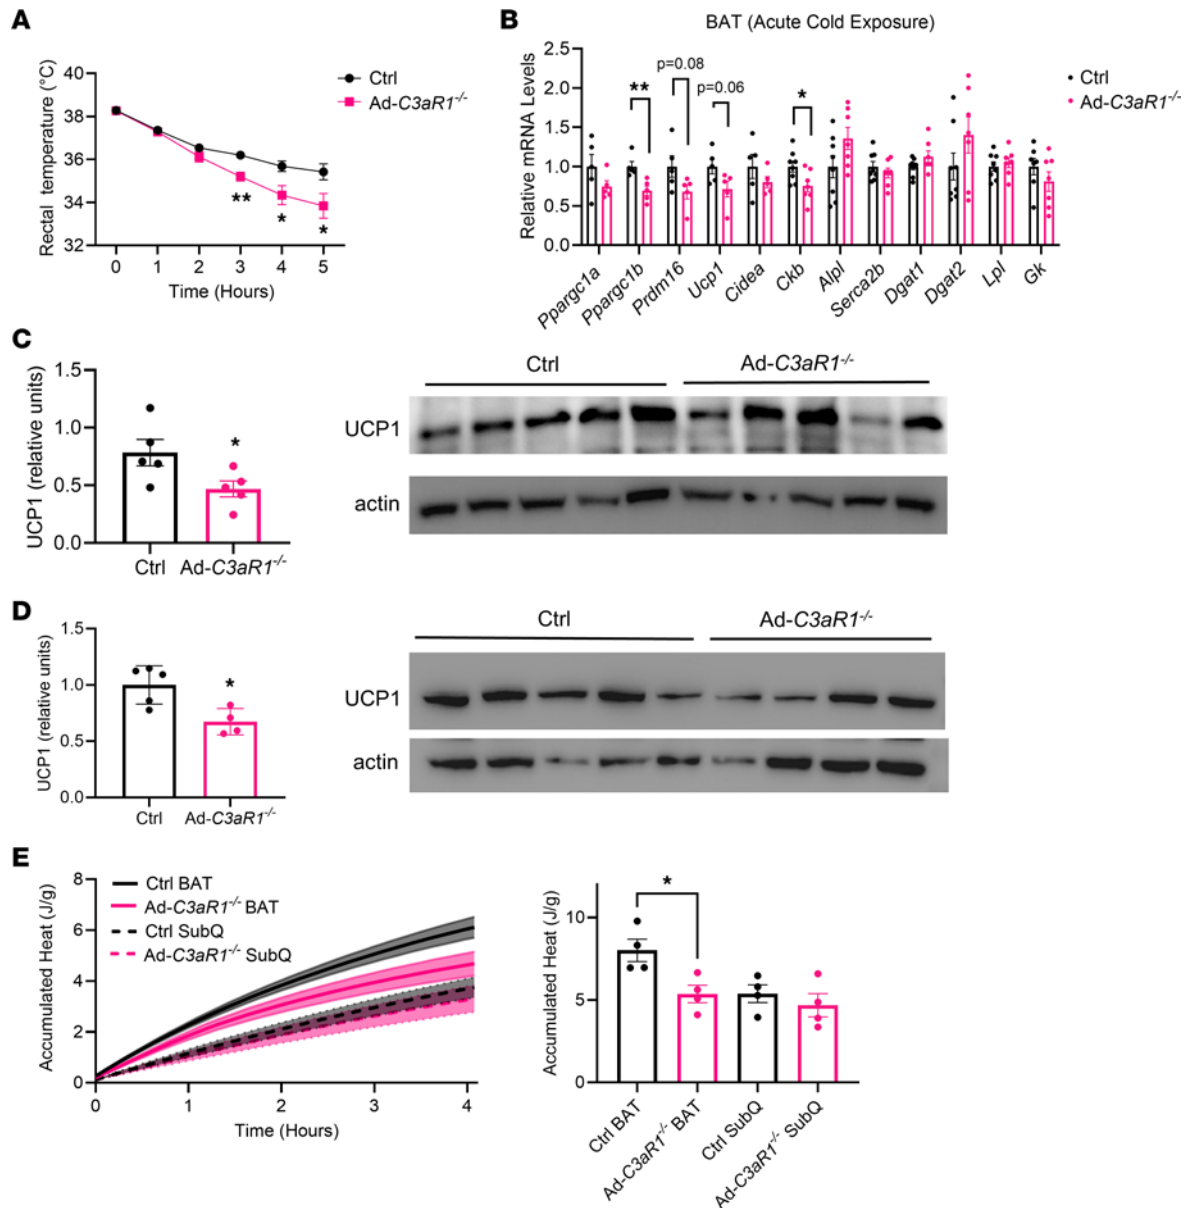 A
Rectal temperature (°C)
40
38
36
34
32
0 1 2 3 4 5
Time (Hours)
** * *
Ctrl
Ad-C3aR1-/-
B
BAT (Acute Cold Exposure)
Relative mRNA Levels
2.5
2.0
1.5
1.0
0.5
0.0
**
p=0.08
p=0.06
*
Ctrl
Ad-C3aR1-/-
Ppargc1a
Ppargc1b
Prdm16
Ucp1
Cidea
Ckb
Alpl
Serca2b
Dgat1
Dgat2
Lpl
Gk
C
UCP1 (relative units)
1.5
1.0
0.5
0.0
*
Ctrl Ad-C3aR1-/-
Ctrl Ad-C3aR1-/-
UCP1
actin
D
UCP1 (relative units)
1.5
1.0
0.5
0.0
*
Ctrl Ad-C3aR1-/-
Ctrl Ad-C3aR1-/-
UCP1
actin
E
Accumulated Heat (J/g)
8
6
4
2
0
Ctrl BAT
Ad-C3aR1-/- BAT
Ctrl SubQ
Ad-C3aR1-/- SubQ
0 1 2 3 4
Time (Hours)
Accumulated Heat (J/g)
10
5
0
*
Ctrl BAT
Ad-C3aR1-/- BAT
Ctrl SubQ
Ad-C3aR1-/- SubQ